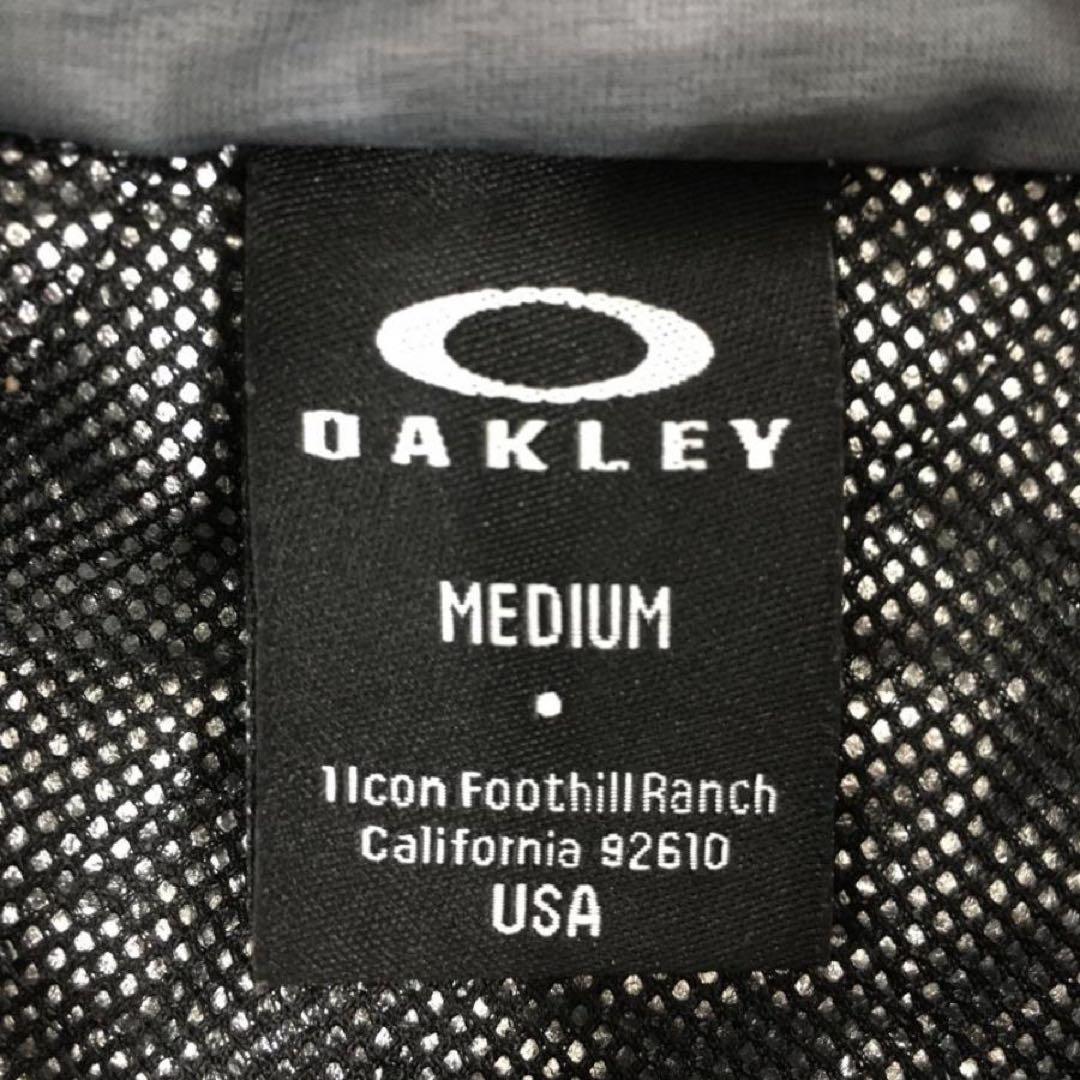 OAKLEY
MEDIUM
1 Icon Foothill Ranch
California 92610
USA